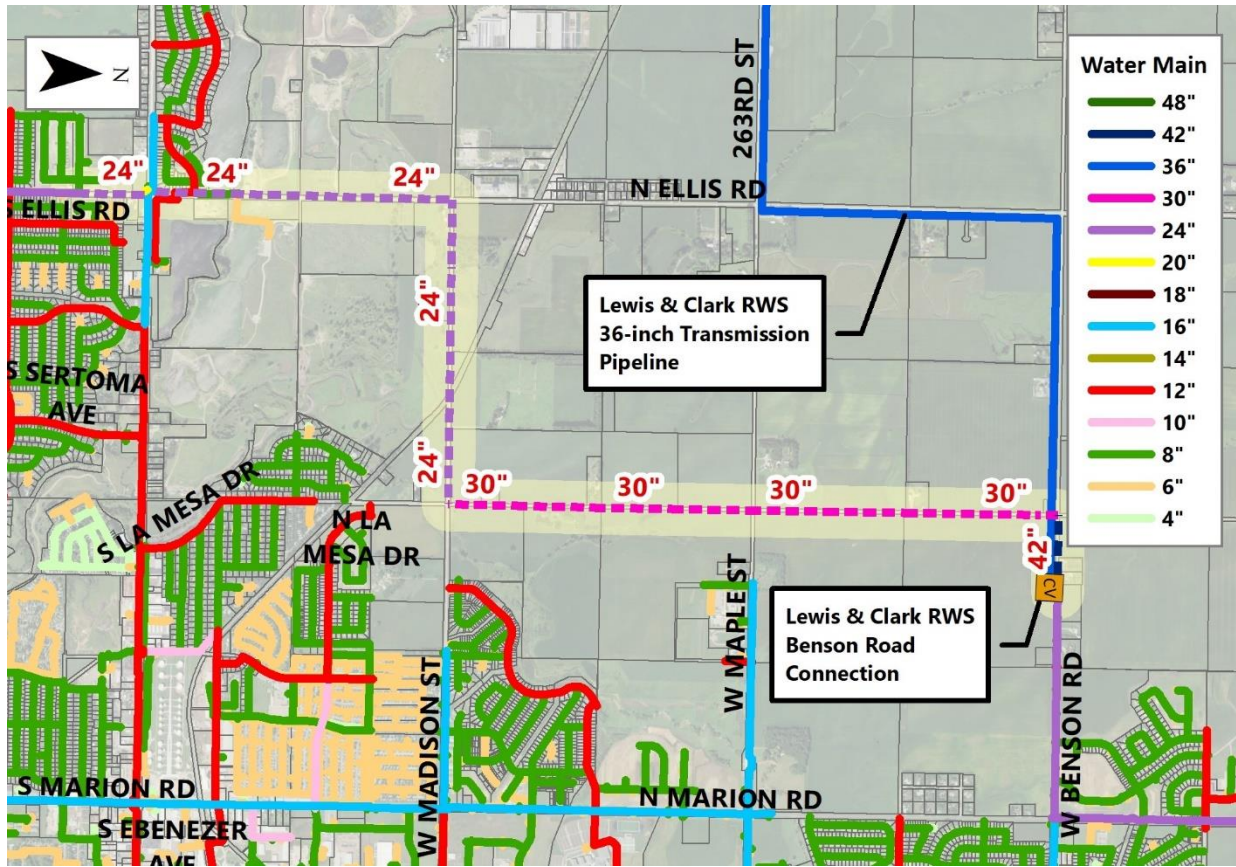 N
263RD ST
Water Main
48"
42"
36"
30"
24"
20"
18"
16"
14"
12"
10"
8"
6"
4"
24"
24"
24"
S ELLIS RD
N ELLIS RD
Lewis & Clark RWS
36-inch Transmission
Pipeline
24"
S SERTOMA
AVE
24"
30"
30"
30"
30"
S LA MESA DR
N LA
MESA DR
42"
CV
W MAPLE ST
Lewis & Clark RWS
Benson Road
Connection
W MADISON ST
W BENSON RD
S MARION RD
N MARION RD
S EBENEZER
AVE